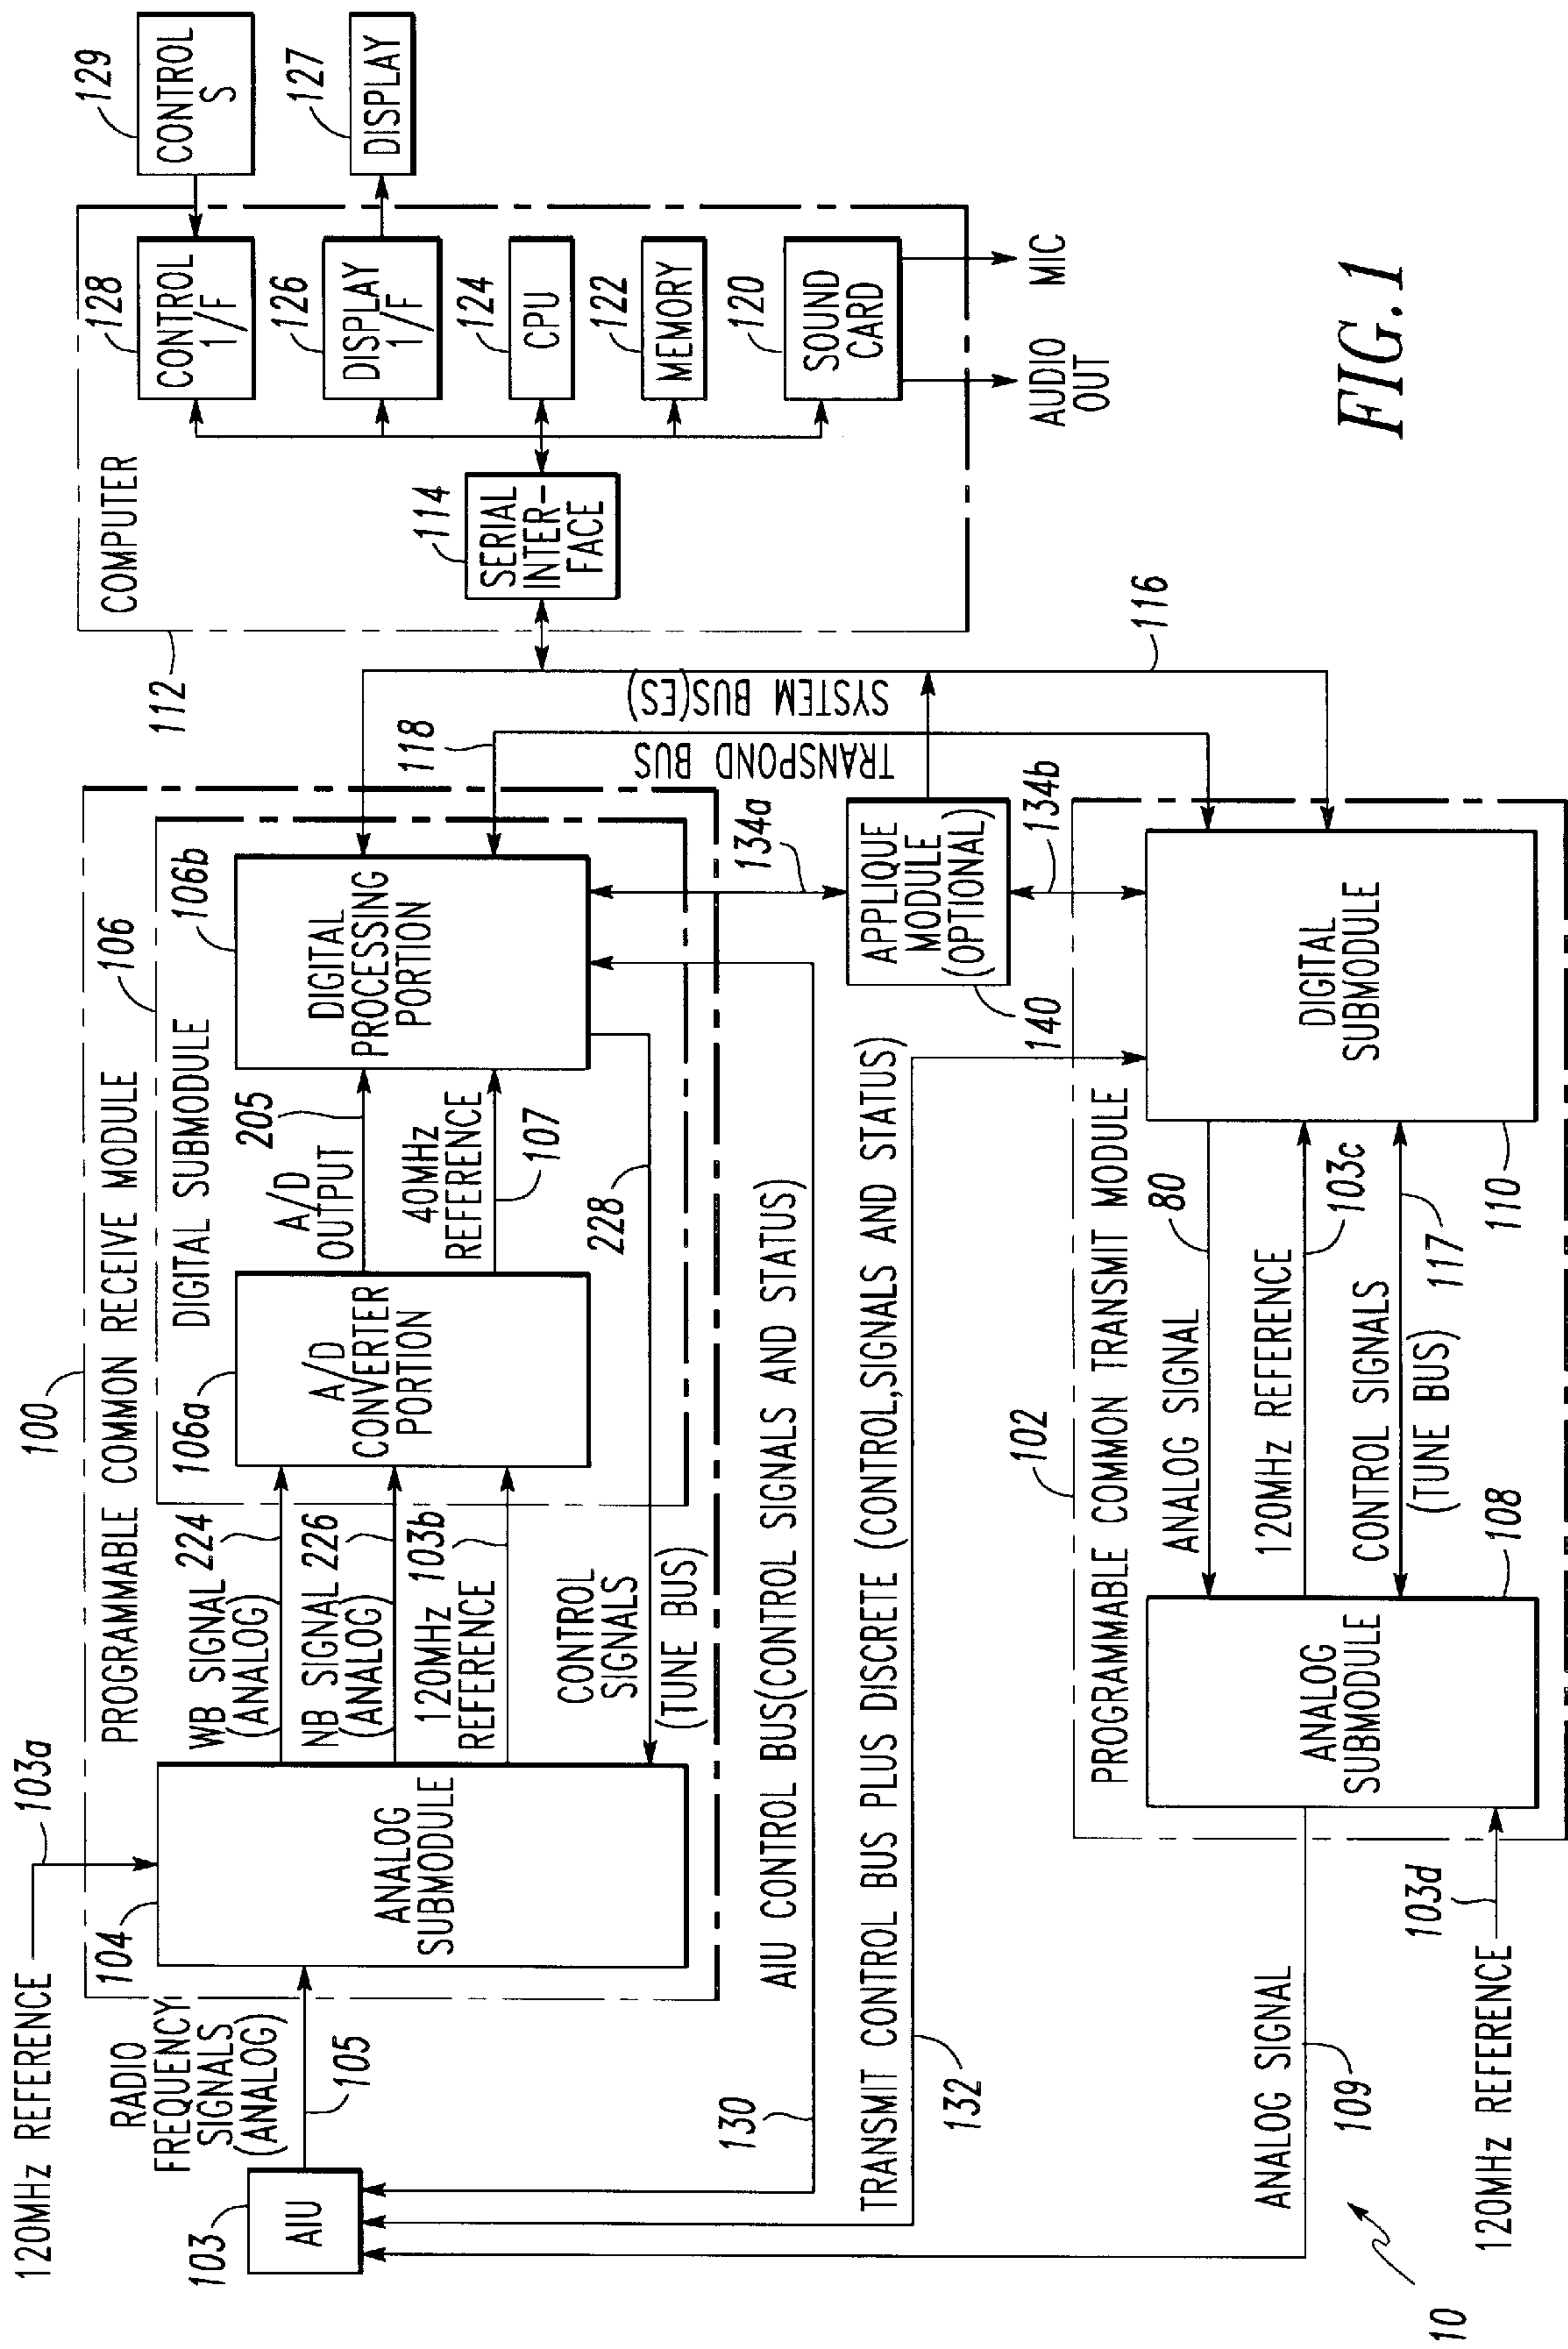 120MHz REFERENCE
103a
100
PROGRAMMABLE COMMON RECEIVE MODULE
106
DIGITAL SUBMODULE
104
ANALOG
SUBMODULE
RADIO
FREQUENCY
SIGNALS
(ANALOG)
105
103
AIU
WB SIGNAL 224
(ANALOG)
NB SIGNAL 226
(ANALOG)
120MHz 103b
REFERENCE
CONTROL
SIGNALS
(TUNE BUS)
228
106a
A/D
CONVERTER
PORTION
A/D
OUTPUT
205
40MHz
REFERENCE
107
106b
DIGITAL
PROCESSING
PORTION
118
TRANSPOND BUS
SYSTEM BUS(ES)
116
112
COMPUTER
114
SERIAL
INTER-
FACE
128
CONTROL
1/F
126
DISPLAY
1/F
124
CPU
122
MEMORY
120
SOUND
CARD
129
CONTROL
S
127
DISPLAY
AUDIO
OUT
MIC
130
AIU CONTROL BUS(CONTROL SIGNALS AND STATUS)
132
TRANSMIT CONTROL BUS PLUS DISCRETE (CONTROL,SIGNALS AND STATUS)
134a
APPLIQUE
MODULE
(OPTIONAL)
140
134b
102
PROGRAMMABLE COMMON TRANSMIT MODULE
ANALOG
SUBMODULE
108
ANALOG SIGNAL
80
120MHz REFERENCE
103c
CONTROL SIGNALS
(TUNE BUS)
117
DIGITAL
SUBMODULE
110
ANALOG SIGNAL
109
103d
120MHz REFERENCE
10
FIG.1